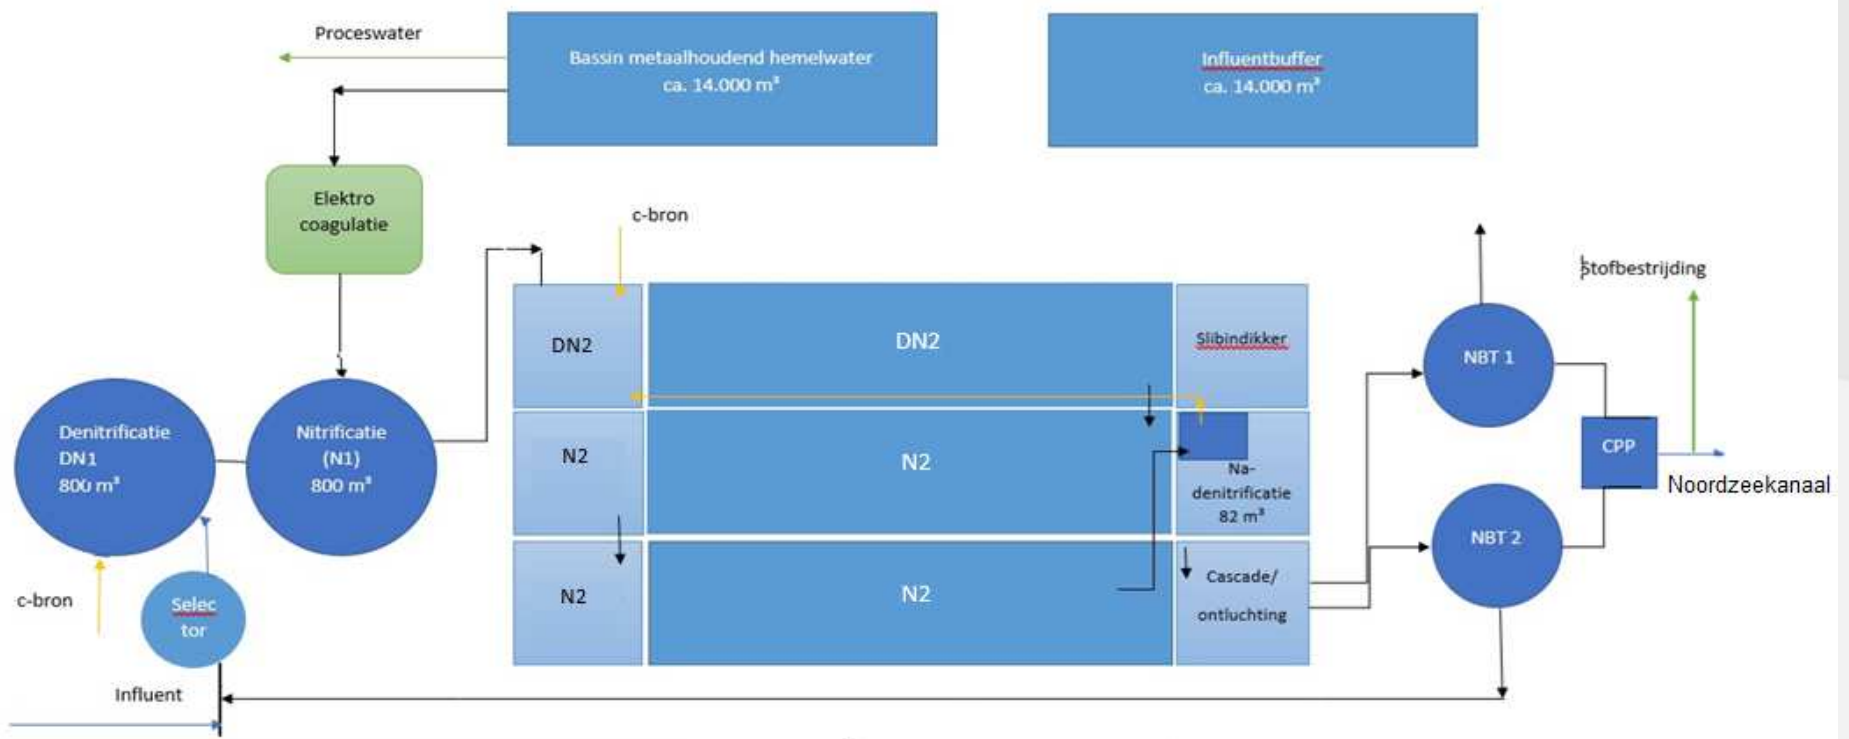 Proceswater
Bassin metaalhoudend hemelwater
ca. 14.000 m³
Influentbuffer
ca. 14.000 m³
Elektro
coagulatie
c-bron
Stofbestrijding
DN2
DN2
Slibindikker
NBT 1
Denitrificatie
DN1
800 m³
Nitrificatie
(N1)
800 m³
N2
N2
Na-
denitrificatie
82 m³
CPP
Noordzeekanaal
NBT 2
c-bron
Selec
tor
N2
N2
Cascade/
ontluchting
Influent